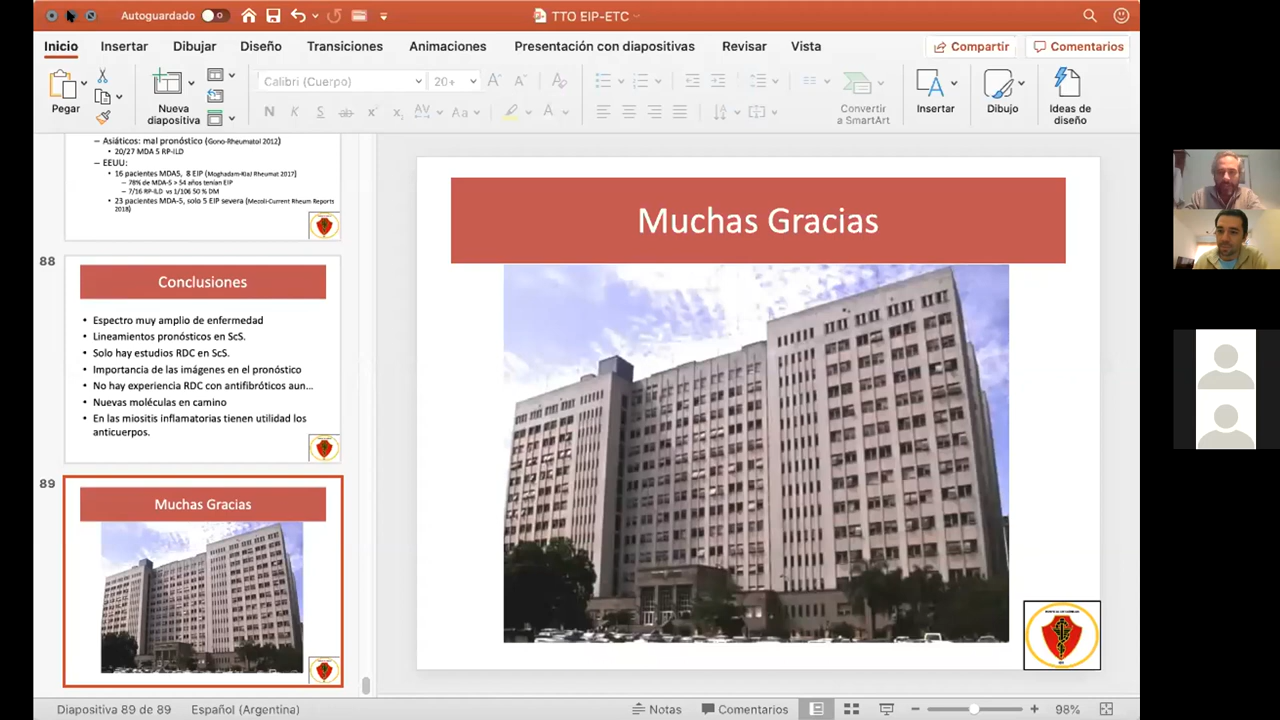 Autoguardado
TTO EIP-ETC
Inicio
Insertar
Dibujar
Diseño
Transiciones
Animaciones
Presentación con diapositivas
Revisar
Vista
Compartir
Comentarios
Pegar
Nueva
diapositiva
Calibri (Cuerpo)
20+
N K S ab x² x₂ AV Aa A
Convertir
a SmartArt
Insertar
Dibujo
Ideas de
diseño
– Asiáticos: mal pronóstico (Gono-Rheumatol 2012)
• 20/27 MDA 5 RP-ILD
– EEUU:
• 16 pacientes MDA5, 8 EIP (Moghadam-Kia/ Rheumat 2017]
– 78% de MDA-5 > 54 años tenían EIP
– 7/16 RP-ILD vs 1/106 50 % DM
• 23 pacientes MDA-5, solo 5 EIP severa (Mecoli-Current Rheum Reports
2018)
88
Conclusiones
• Espectro muy amplio de enfermedad
• Lineamientos pronósticos en ScS.
• Solo hay estudios RDC en ScS.
• Importancia de las imágenes en el pronóstico
• No hay experiencia RDC con antifibróticos aun...
• Nuevas moléculas en camino
• En las miositis inflamatorias tienen utilidad los
anticuerpos.
89
Muchas Gracias
Muchas Gracias
Diapositiva 89 de 89
Español (Argentina)
Notas
Comentarios
98%